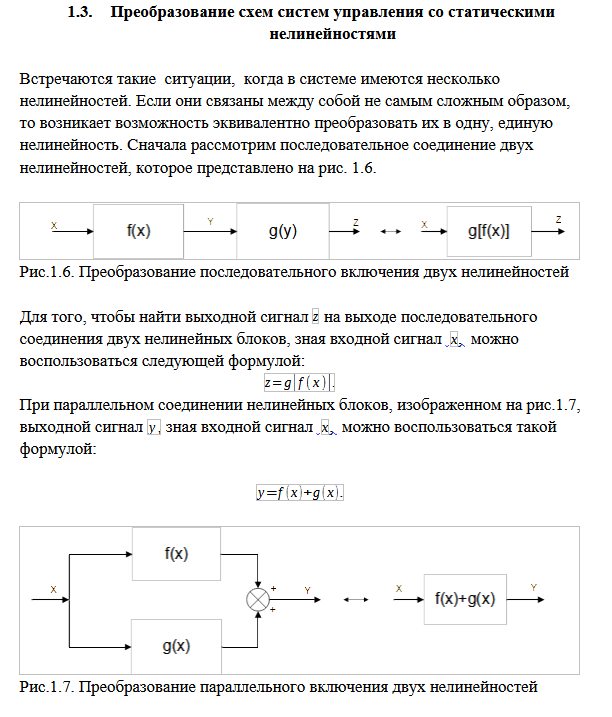 1.3. Преобразование схем систем управления со статическими
нелинейностями
Встречаются такие ситуации, когда в системе имеются несколько
нелинейностей. Если они связаны между собой не самым сложным образом,
то возникает возможность эквивалентно преобразовать их в одну, единую
нелинейность. Сначала рассмотрим последовательное соединение двух
нелинейностей, которое представлено на рис. 1.6.
X f(x) Y g(y) Z X g[f(x)] Z
Рис.1.6. Преобразование последовательного включения двух нелинейностей
Для того, чтобы найти выходной сигнал z на выходе последовательного
соединения двух нелинейных блоков, зная входной сигнал x, можно
воспользоваться следующей формулой:
z=g[f(x)].
При параллельном соединении нелинейных блоков, изображенном на рис.1.7,
выходной сигнал y, зная входной сигнал x, можно воспользоваться такой
формулой:
y=f(x)+g(x).
f(x)
X + Y X f(x)+g(x) Y
+
g(x)
Рис.1.7. Преобразование параллельного включения двух нелинейностей